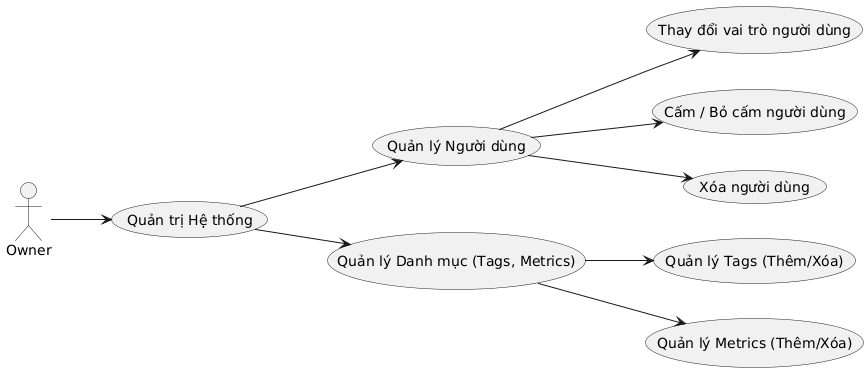 Thay đổi vai trò người dùng
Cấm / Bỏ cấm người dùng
Quản lý Người dùng
Xóa người dùng
Quản trị Hệ thống
Owner
Quản lý Danh mục (Tags, Metrics)
Quản lý Tags (Thêm/Xóa)
Quản lý Metrics (Thêm/Xóa)